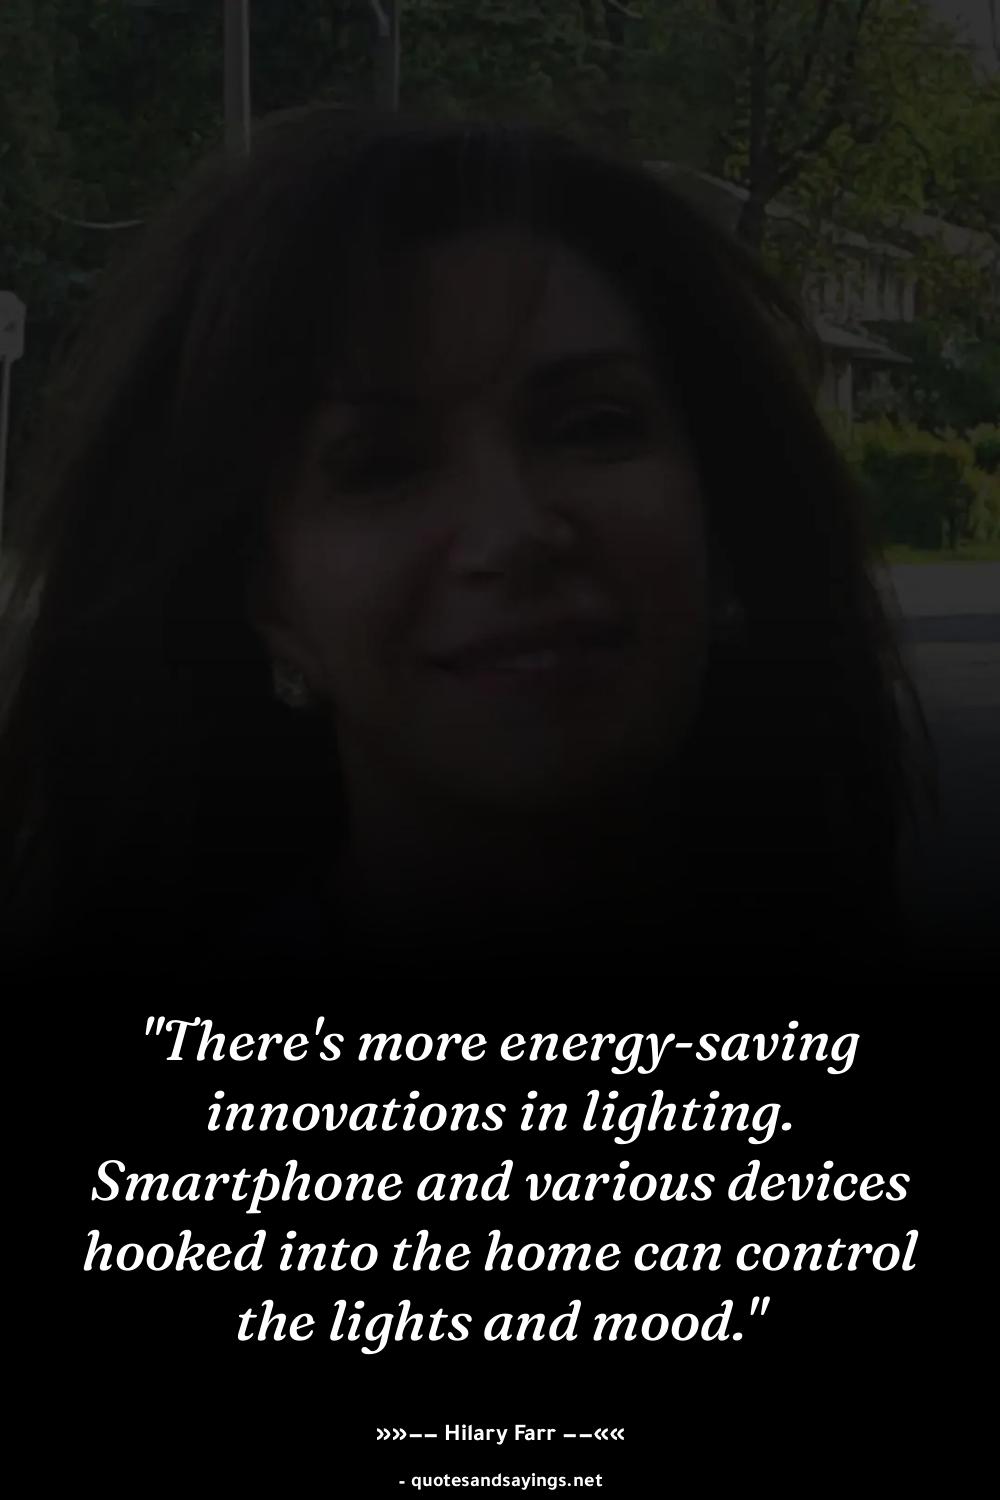 "There's more energy-saving
innovations in lighting.
Smartphone and various devices
hooked into the home can control
the lights and mood."
»»−− Hilary Farr −−««
- quotesandsayings.net